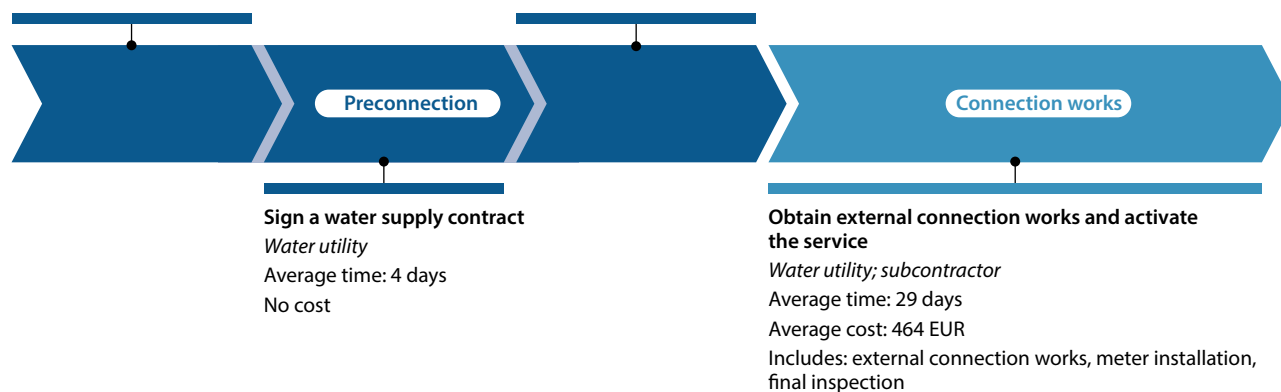 Preconnection
Connection works
Sign a water supply contract
Water utility
Average time: 4 days
No cost
Obtain external connection works and activate
the service
Water utility; subcontractor
Average time: 29 days
Average cost: 464 EUR
Includes: external connection works, meter installation,
final inspection